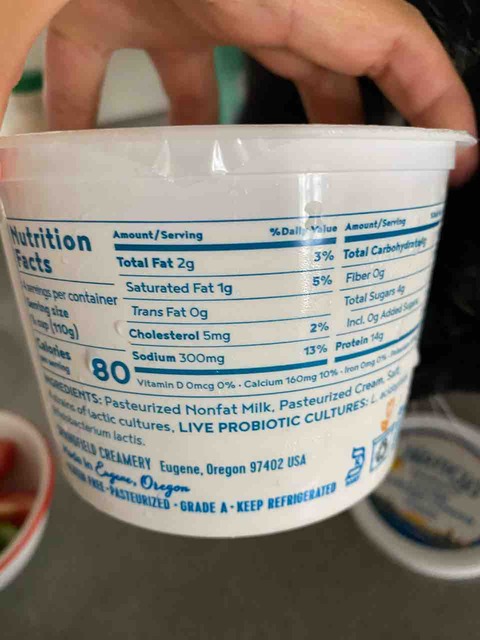 Nutrition
Facts
servings per container
Serving size
cup (110g)
Calories
per serving
80
Amount/Serving %Daily Value
Total Fat 2g 3%
Saturated Fat 1g 5%
Trans Fat 0g
Cholesterol 5mg 2%
Sodium 300mg 13%
Amount/Serving
Total Carbohydrate
Fiber 0g
Total Sugars 4g
Incl. 0g Added Sugars
Protein 14g
Vitamin D 0mcg 0% · Calcium 160mg 10% · Iron 0mg 0% ·
INGREDIENTS: Pasteurized Nonfat Milk, Pasteurized Cream, Salt,
of lactic cultures, LIVE PROBIOTIC CULTURES: L.
lactis.
SPRINGFIELD CREAMERY Eugene, Oregon 97402 USA
Made in Eugene, Oregon
FREE · PASTEURIZED · GRADE A · KEEP REFRIGERATED